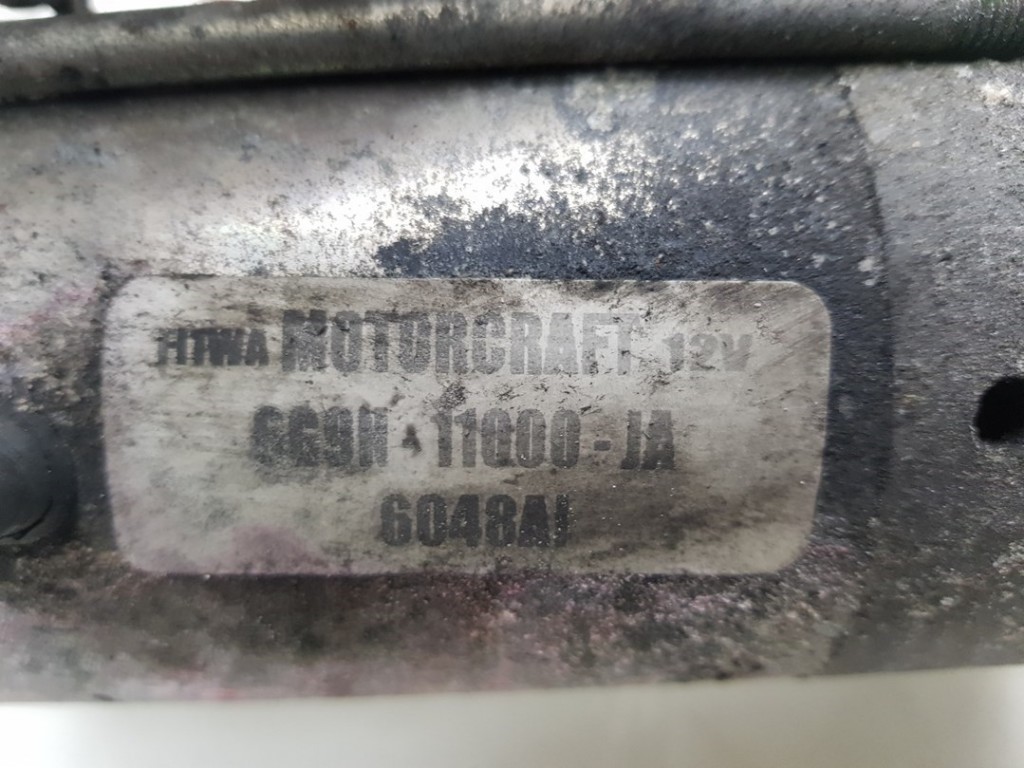 FITWA MOTORCRAFT 12V
6G9N-11000-JA
6048AJ